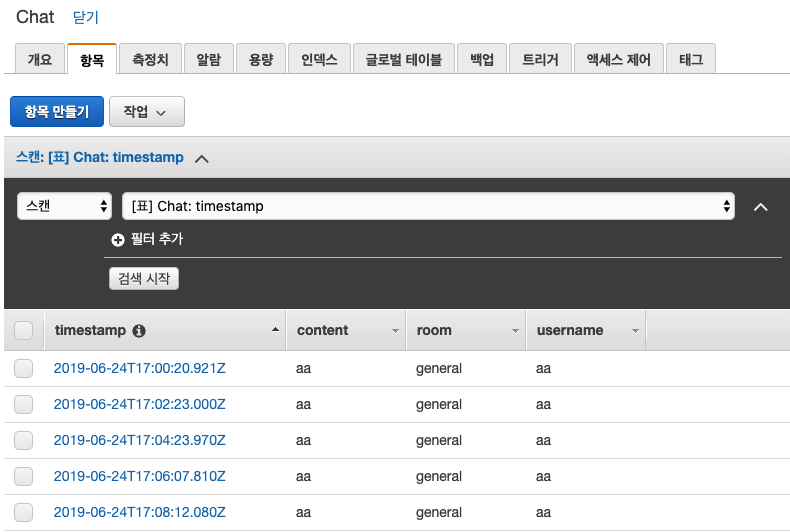 Chat 닫기
개요 항목 측정치 알람 용량 인덱스 글로벌 테이블 백업 트리거 액세스 제어 태그
항목 만들기 작업
스캔: [표] Chat: timestamp
스캔 [표] Chat: timestamp
필터 추가
검색 시작
timestamp content room username
2019-06-24T17:00:20.921Z aa general aa
2019-06-24T17:02:23.000Z aa general aa
2019-06-24T17:04:23.970Z aa general aa
2019-06-24T17:06:07.810Z aa general aa
2019-06-24T17:08:12.080Z aa general aa